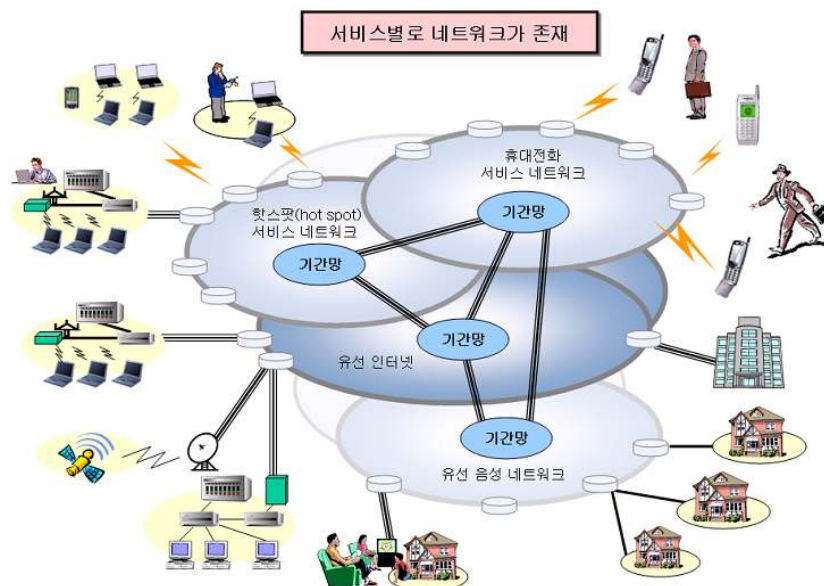 서비스별로 네트워크가 존재
휴대전화
서비스 네트워크
기간망
핫스팟(hot spot)
서비스 네트워크
기간망
기간망
유선 인터넷
기간망
유선 음성 네트워크